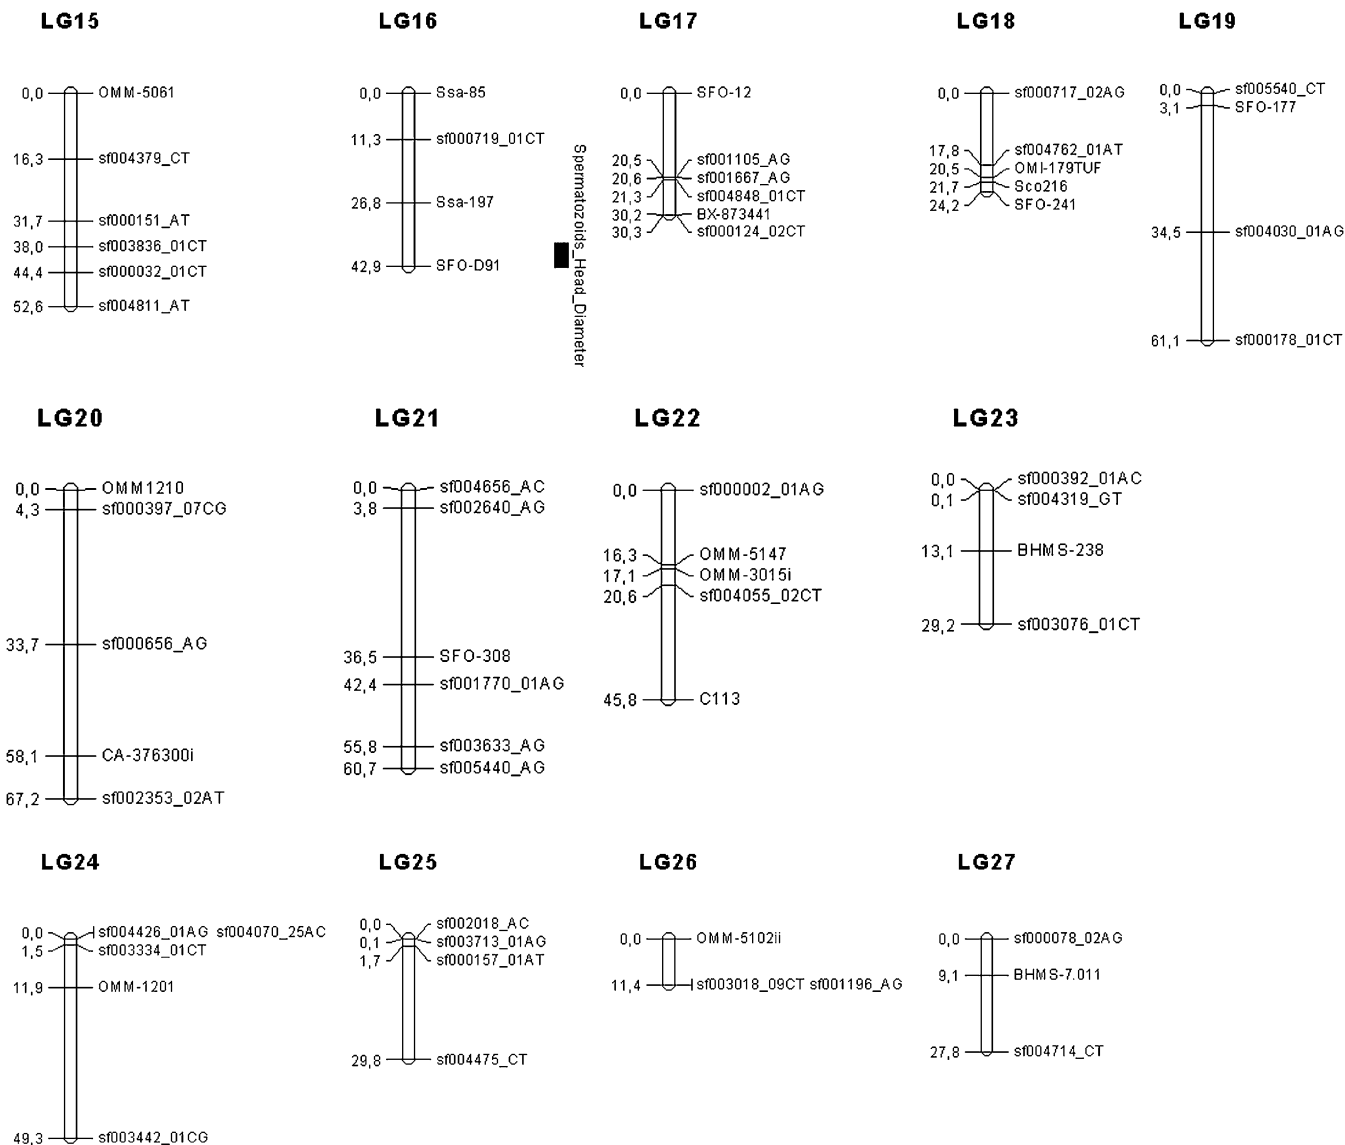 LG15
0,0 OMM-5061
16,3 sf004379_CT
31,7 sf000151_AT
38,0 sf003836_01CT
44,4 sf000032_01CT
52,6 sf004811_AT
LG16
0,0 Ssa-85
11,3 sf000719_01CT
26,8 Ssa-197
42,9 SFO-D91
Spermatozoids_Head_Diameter
LG17
0,0 SFO-12
20,5 sf001105_AG
20,6 sf001667_AG
21,3 sf004848_01CT
30,2 BX-873441
30,3 sf000124_02CT
LG18
0,0 sf000717_02AG
17,8 sf004762_01AT
20,5 OMI-179TUF
21,7 Sco216
24,2 SFO-241
LG19
0,0 sf005540_CT
3,1 SFO-177
34,5 sf004030_01AG
61,1 sf000178_01CT
LG20
0,0 OMM1210
4,3 sf000397_07CG
33,7 sf000656_AG
58,1 CA-376300i
67,2 sf002353_02AT
LG21
0,0 sf004656_AC
3,8 sf002640_AG
36,5 SFO-308
42,4 sf001770_01AG
55,8 sf003633_AG
60,7 sf005440_AG
LG22
0,0 sf000002_01AG
16,3 OMM-5147
17,1 OMM-3015i
20,6 sf004055_02CT
45,8 C113
LG23
0,0 sf000392_01AC
0,1 sf004319_GT
13,1 BHMS-238
29,2 sf003076_01CT
LG24
0,0 sf004426_01AG sf004070_25AC
1,5 sf003334_01CT
11,9 OMM-1201
49,3 sf003442_01CG
LG25
0,0 sf002018_AC
0,1 sf003713_01AG
1,7 sf000157_01AT
29,8 sf004475_CT
LG26
0,0 OMM-5102ii
11,4 sf003018_09CT sf001196_AG
LG27
0,0 sf000078_02AG
9,1 BHMS-7.011
27,8 sf004714_CT